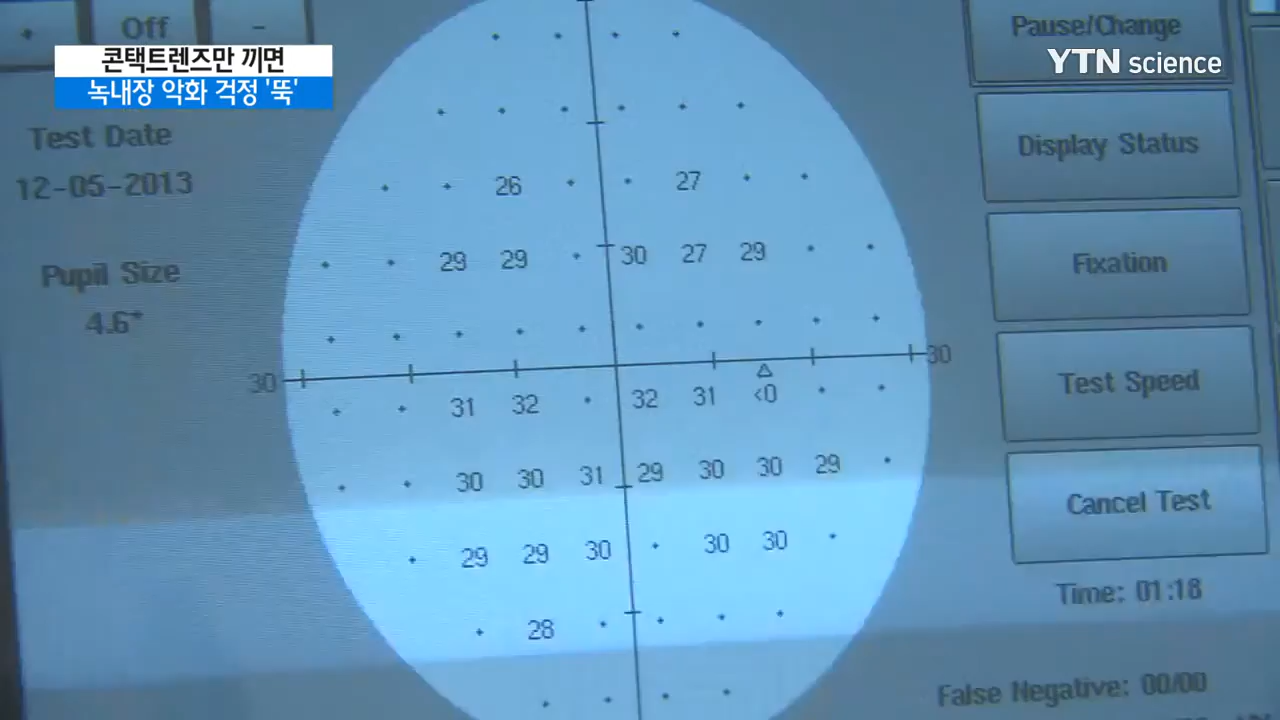 + Off -
콘택트렌즈만 끼면
녹내장 악화 걱정 '뚝'
YTN science
Test Date
12-05-2013
Pupil Size
4.6*
26 27
29 29 30 27 29
30 30
31 32 32 31 <0
30 30 31 29 30 30 29
29 29 30 30 30
28
Pause/Change
Display Status
Fixation
Test Speed
Cancel Test
Time: 01:18
False Negative: 00/00